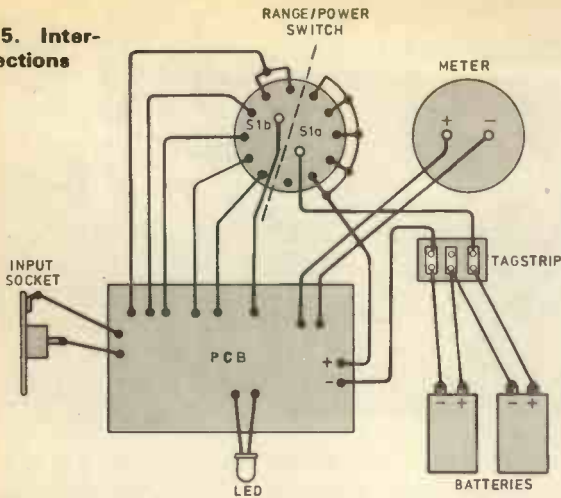 5. Inter-
ections
RANGE/POWER
SWITCH
METER
S1b
S1a
+
−
INPUT
SOCKET
TAGSTRIP
PCB
+
−
− +
− +
BATTERIES
LED